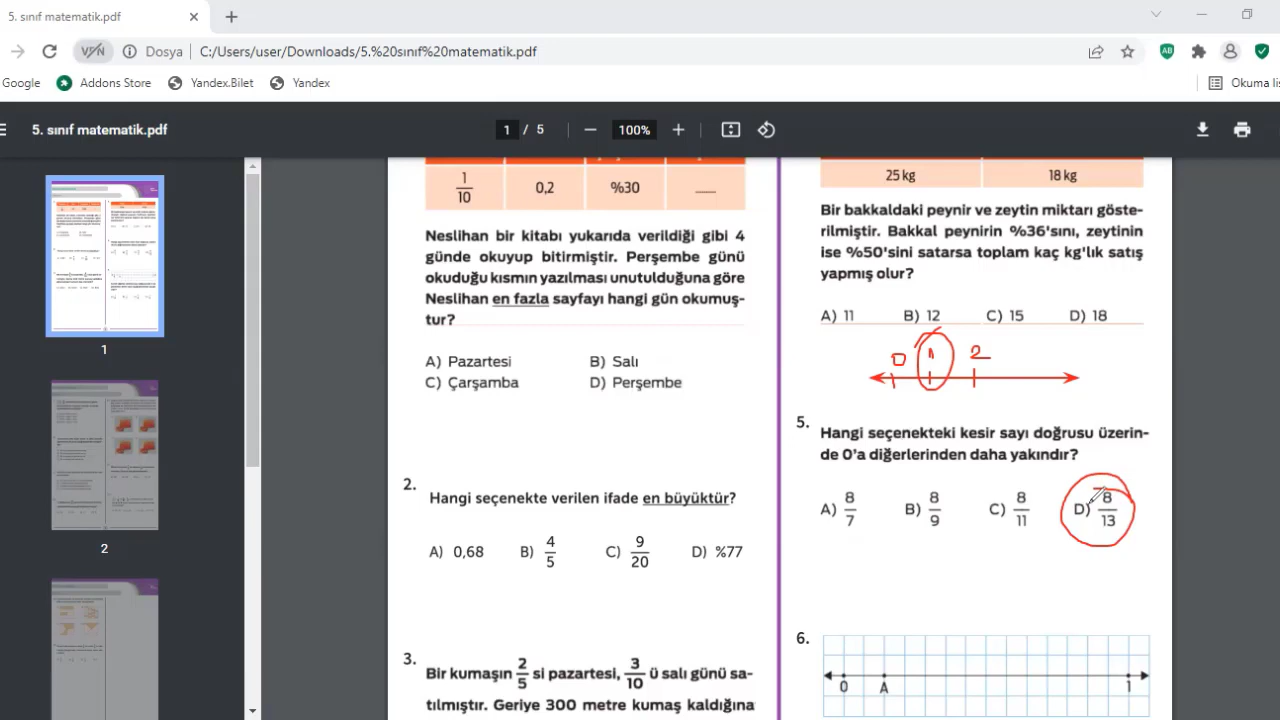 5. sınıf matematik.pdf
VPN
Dosya
C:/Users/user/Downloads/5.%20sınıf%20matematik.pdf
Google
Addons Store
Yandex.Bilet
Yandex
Okuma lis
5. sınıf matematik.pdf
1 / 5
100%
1
2
1/10
0,2
%30
Neslihan bir kitabı yukarıda verildiği gibi 4
günde okuyup bitirmiştir. Perşembe günü
okuduğu kısmın yazılması unutulduğuna göre
Neslihan en fazla sayfayı hangi gün okumuş-
tur?
A) Pazartesi B) Salı
C) Çarşamba D) Perşembe
2.
Hangi seçenekte verilen ifade en büyüktür?
A) 0,68 B) 4/5 C) 9/20 D) %77
3.
Bir kumaşın 2/5 si pazartesi, 3/10 ü salı günü sa-
tılmıştır. Geriye 300 metre kumaş kaldığına
25 kg 18 kg
Bir bakkaldaki peynir ve zeytin miktarı göste-
rilmiştir. Bakkal peynirin %36'sını, zeytinin
ise %50'sini satarsa toplam kaç kg'lık satış
yapmış olur?
A) 11 B) 12 C) 15 D) 18
0 1 2
5.
Hangi seçenekteki kesir sayı doğrusu üzerin-
de 0'a diğerlerinden daha yakındır?
A) 8/7 B) 8/9 C) 8/11 D) 8/13
6.
0 A 1